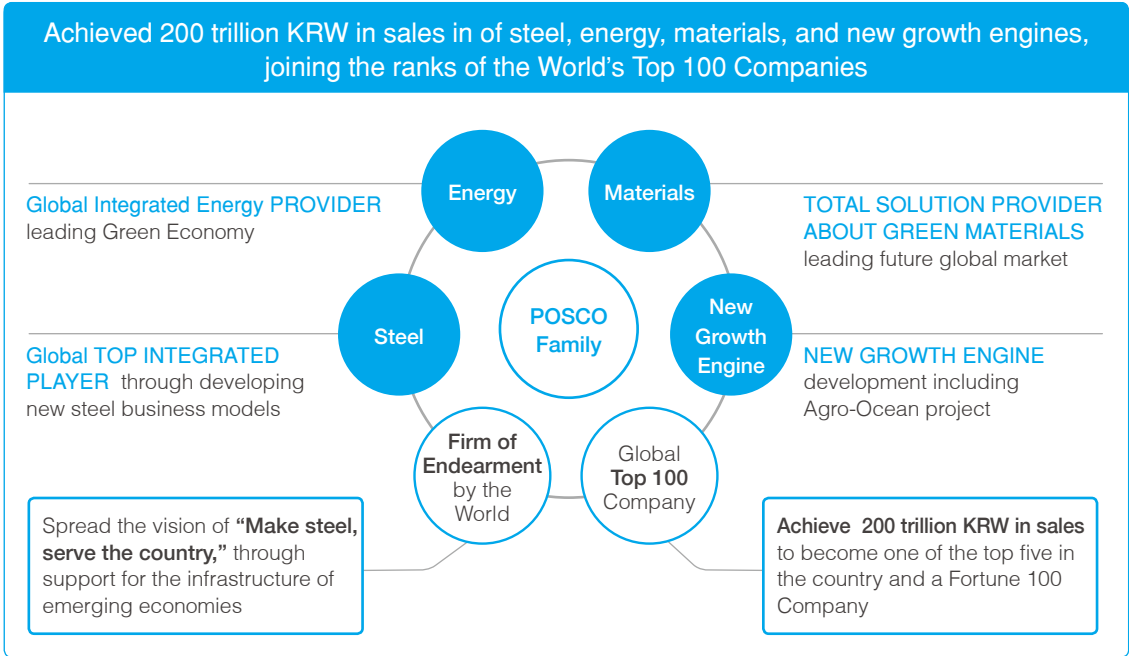 Achieved 200 trillion KRW in sales in of steel, energy, materials, and new growth engines,
joining the ranks of the World's Top 100 Companies
Energy
Materials
Global Integrated Energy PROVIDER
leading Green Economy
TOTAL SOLUTION PROVIDER
ABOUT GREEN MATERIALS
leading future global market
POSCO
Family
Steel
New
Growth
Engine
Global TOP INTEGRATED
PLAYER through developing
new steel business models
NEW GROWTH ENGINE
development including
Agro-Ocean project
Firm of
Endearment
by the
World
Global
Top 100
Company
Spread the vision of “Make steel,
serve the country,” through
support for the infrastructure of
emerging economies
Achieve 200 trillion KRW in sales
to become one of the top five in
the country and a Fortune 100
Company